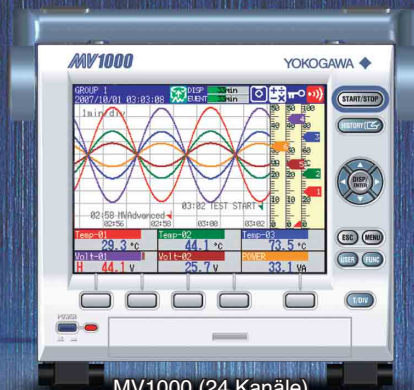 MV1000
YOKOGAWA
GROUP 1
2007/10/01 03:03:08
DISP
EVENT
min
min
1min/div
START/STOP
HISTORY
DISP/
ENTER
ESC
MENU
USER
FUNC
T/DIV
03:02 TEST START
02:58 MVAdvanced
02:56 02:58 03:00 03:02
Temp-01 Temp-02 Temp-03
29.3 °C 44.1 °C 73.5 °C
Volt-01 Volt-02 POWER
H 44.1 V 25.7 V 33.1 VA
POWER
MV1000 (24 Kanäle)